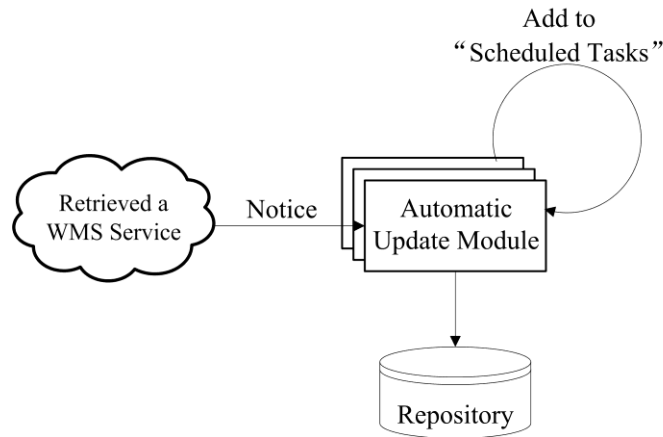 Add to
“Scheduled Tasks”
Retrieved a
WMS Service
Notice
Automatic
Update Module
Repository